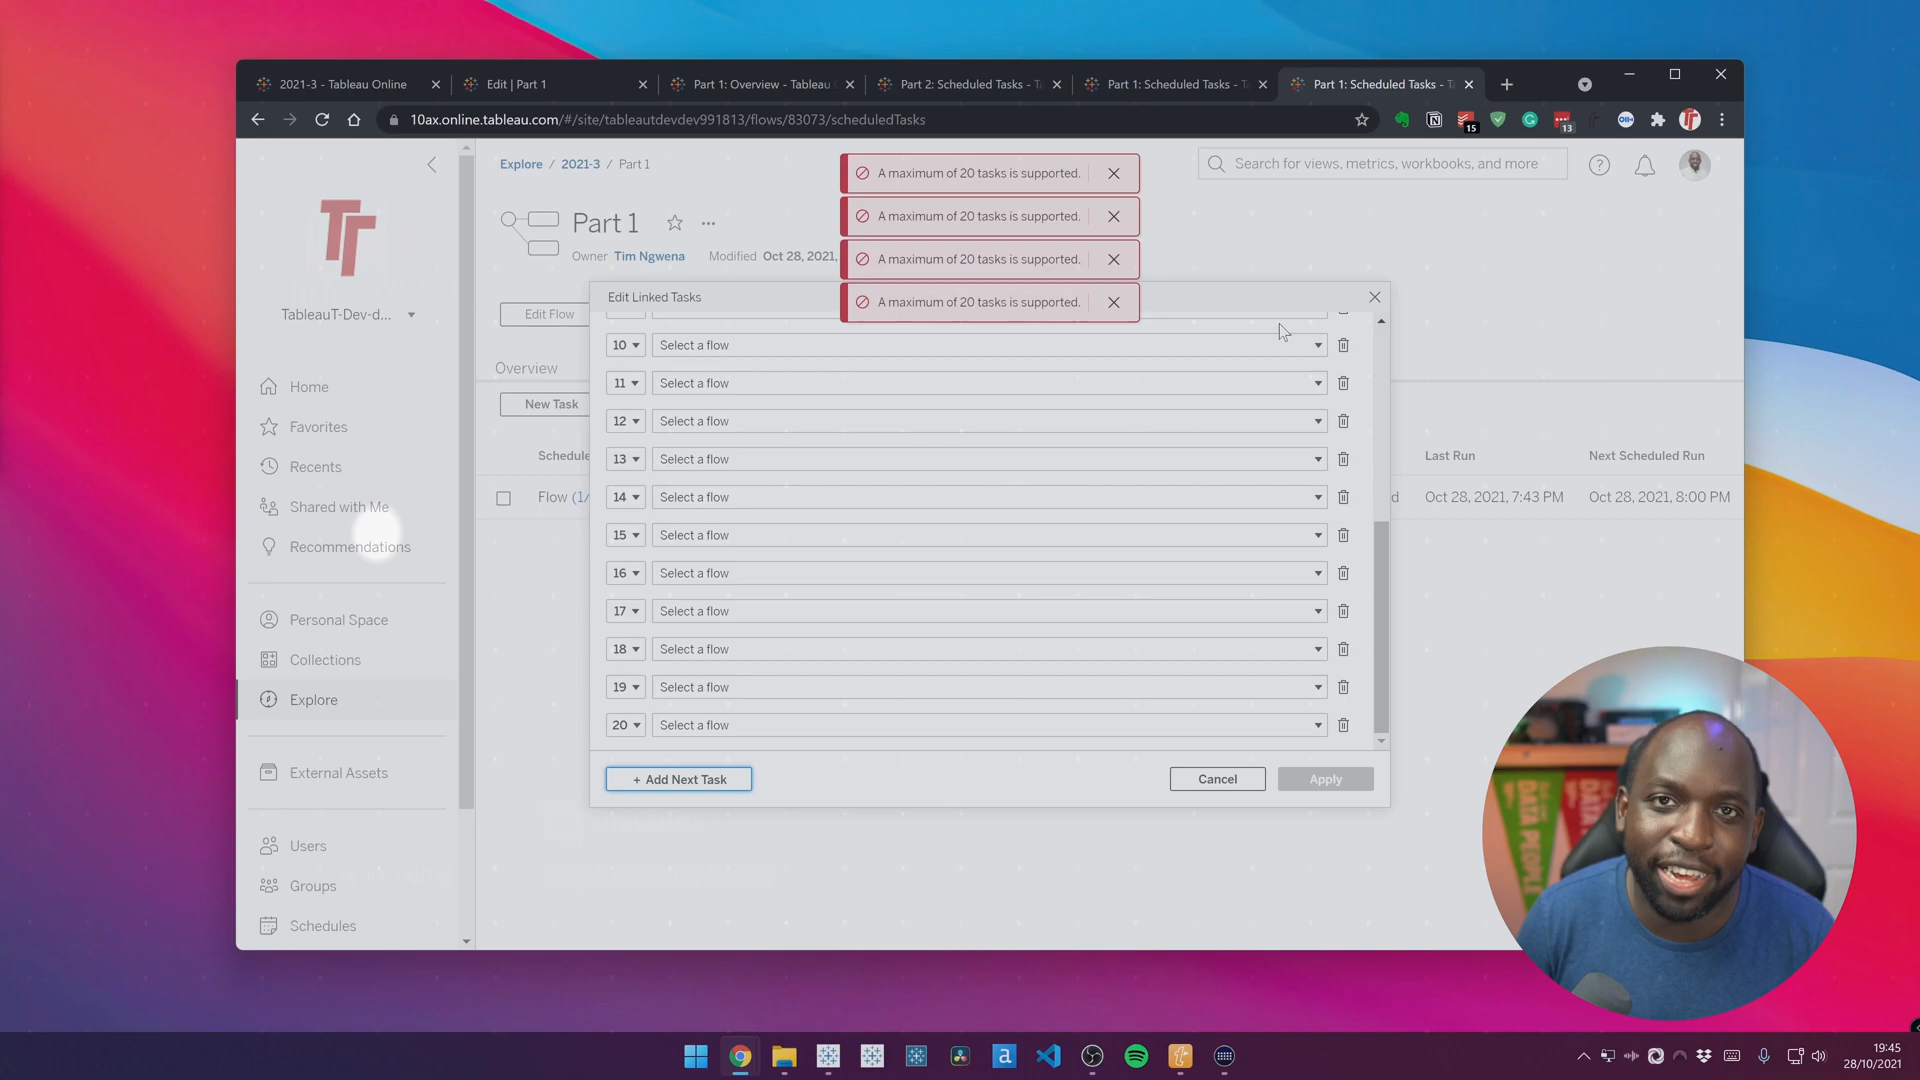 2021-3 - Tableau Online
Edit | Part 1
Part 1: Overview - Tableau
Part 2: Scheduled Tasks - T
Part 1: Scheduled Tasks - T
Part 1: Scheduled Tasks - T
10ax.online.tableau.com/#/site/tableautdevdev991813/flows/83073/scheduledTasks
15
13
TT
TableauT-Dev-d...
Home
Favorites
Recents
Shared with Me
Recommendations
Personal Space
Collections
Explore
External Assets
Users
Groups
Schedules
Explore / 2021-3 / Part 1
Search for views, metrics, workbooks, and more
A maximum of 20 tasks is supported.
A maximum of 20 tasks is supported.
A maximum of 20 tasks is supported.
A maximum of 20 tasks is supported.
Part 1
Owner Tim Ngwena Modified Oct 28, 2021,
Edit Flow
Overview
New Task
Schedule
Last Run
Next Scheduled Run
Flow (1/
d
Oct 28, 2021, 7:43 PM
Oct 28, 2021, 8:00 PM
Edit Linked Tasks
10 Select a flow
11 Select a flow
12 Select a flow
13 Select a flow
14 Select a flow
15 Select a flow
16 Select a flow
17 Select a flow
18 Select a flow
19 Select a flow
20 Select a flow
+ Add Next Task
Cancel
Apply
DATA PEOPLE
19:45
28/10/2021